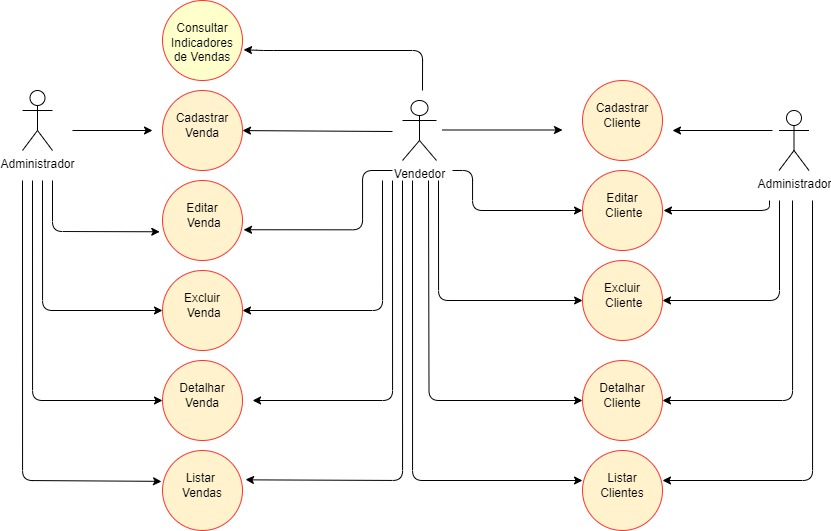 Consultar
Indicadores
de Vendas
Administrador
Cadastrar
Venda
Vendedor
Cadastrar
Cliente
Administrador
Editar
Venda
Editar
Cliente
Excluir
Venda
Excluir
Cliente
Detalhar
Venda
Detalhar
Cliente
Listar
Vendas
Listar
Clientes